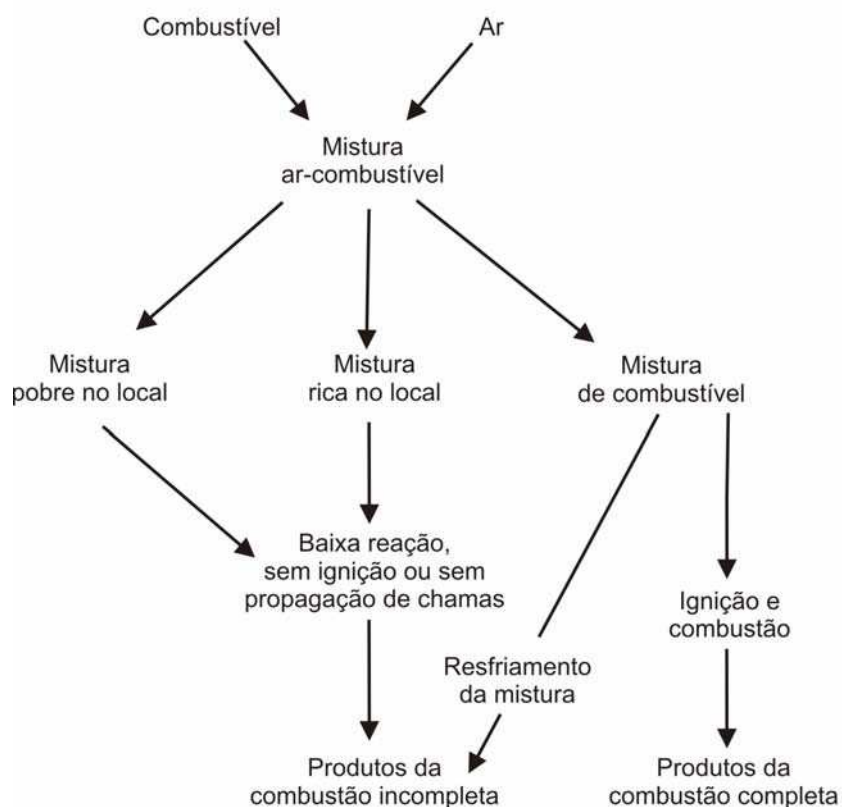 Combustível
Ar
Mistura
ar-combustível
Mistura
pobre no local
Mistura
rica no local
Mistura
de combustível
Baixa reação,
sem ignição ou sem
propagação de chamas
Ignição e
combustão
Resfriamento
da mistura
Produtos da
combustão incompleta
Produtos da
combustão completa